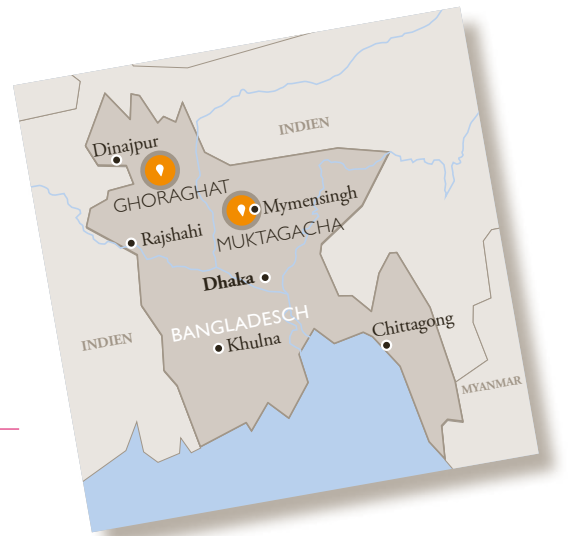 INDIEN
Dinajpur
GHORAGHAT
Mymensingh
MUKTAGACHA
Rajshahi
Dhaka
BANGLADESCH
Khulna
Chittagong
INDIEN
MYANMAR